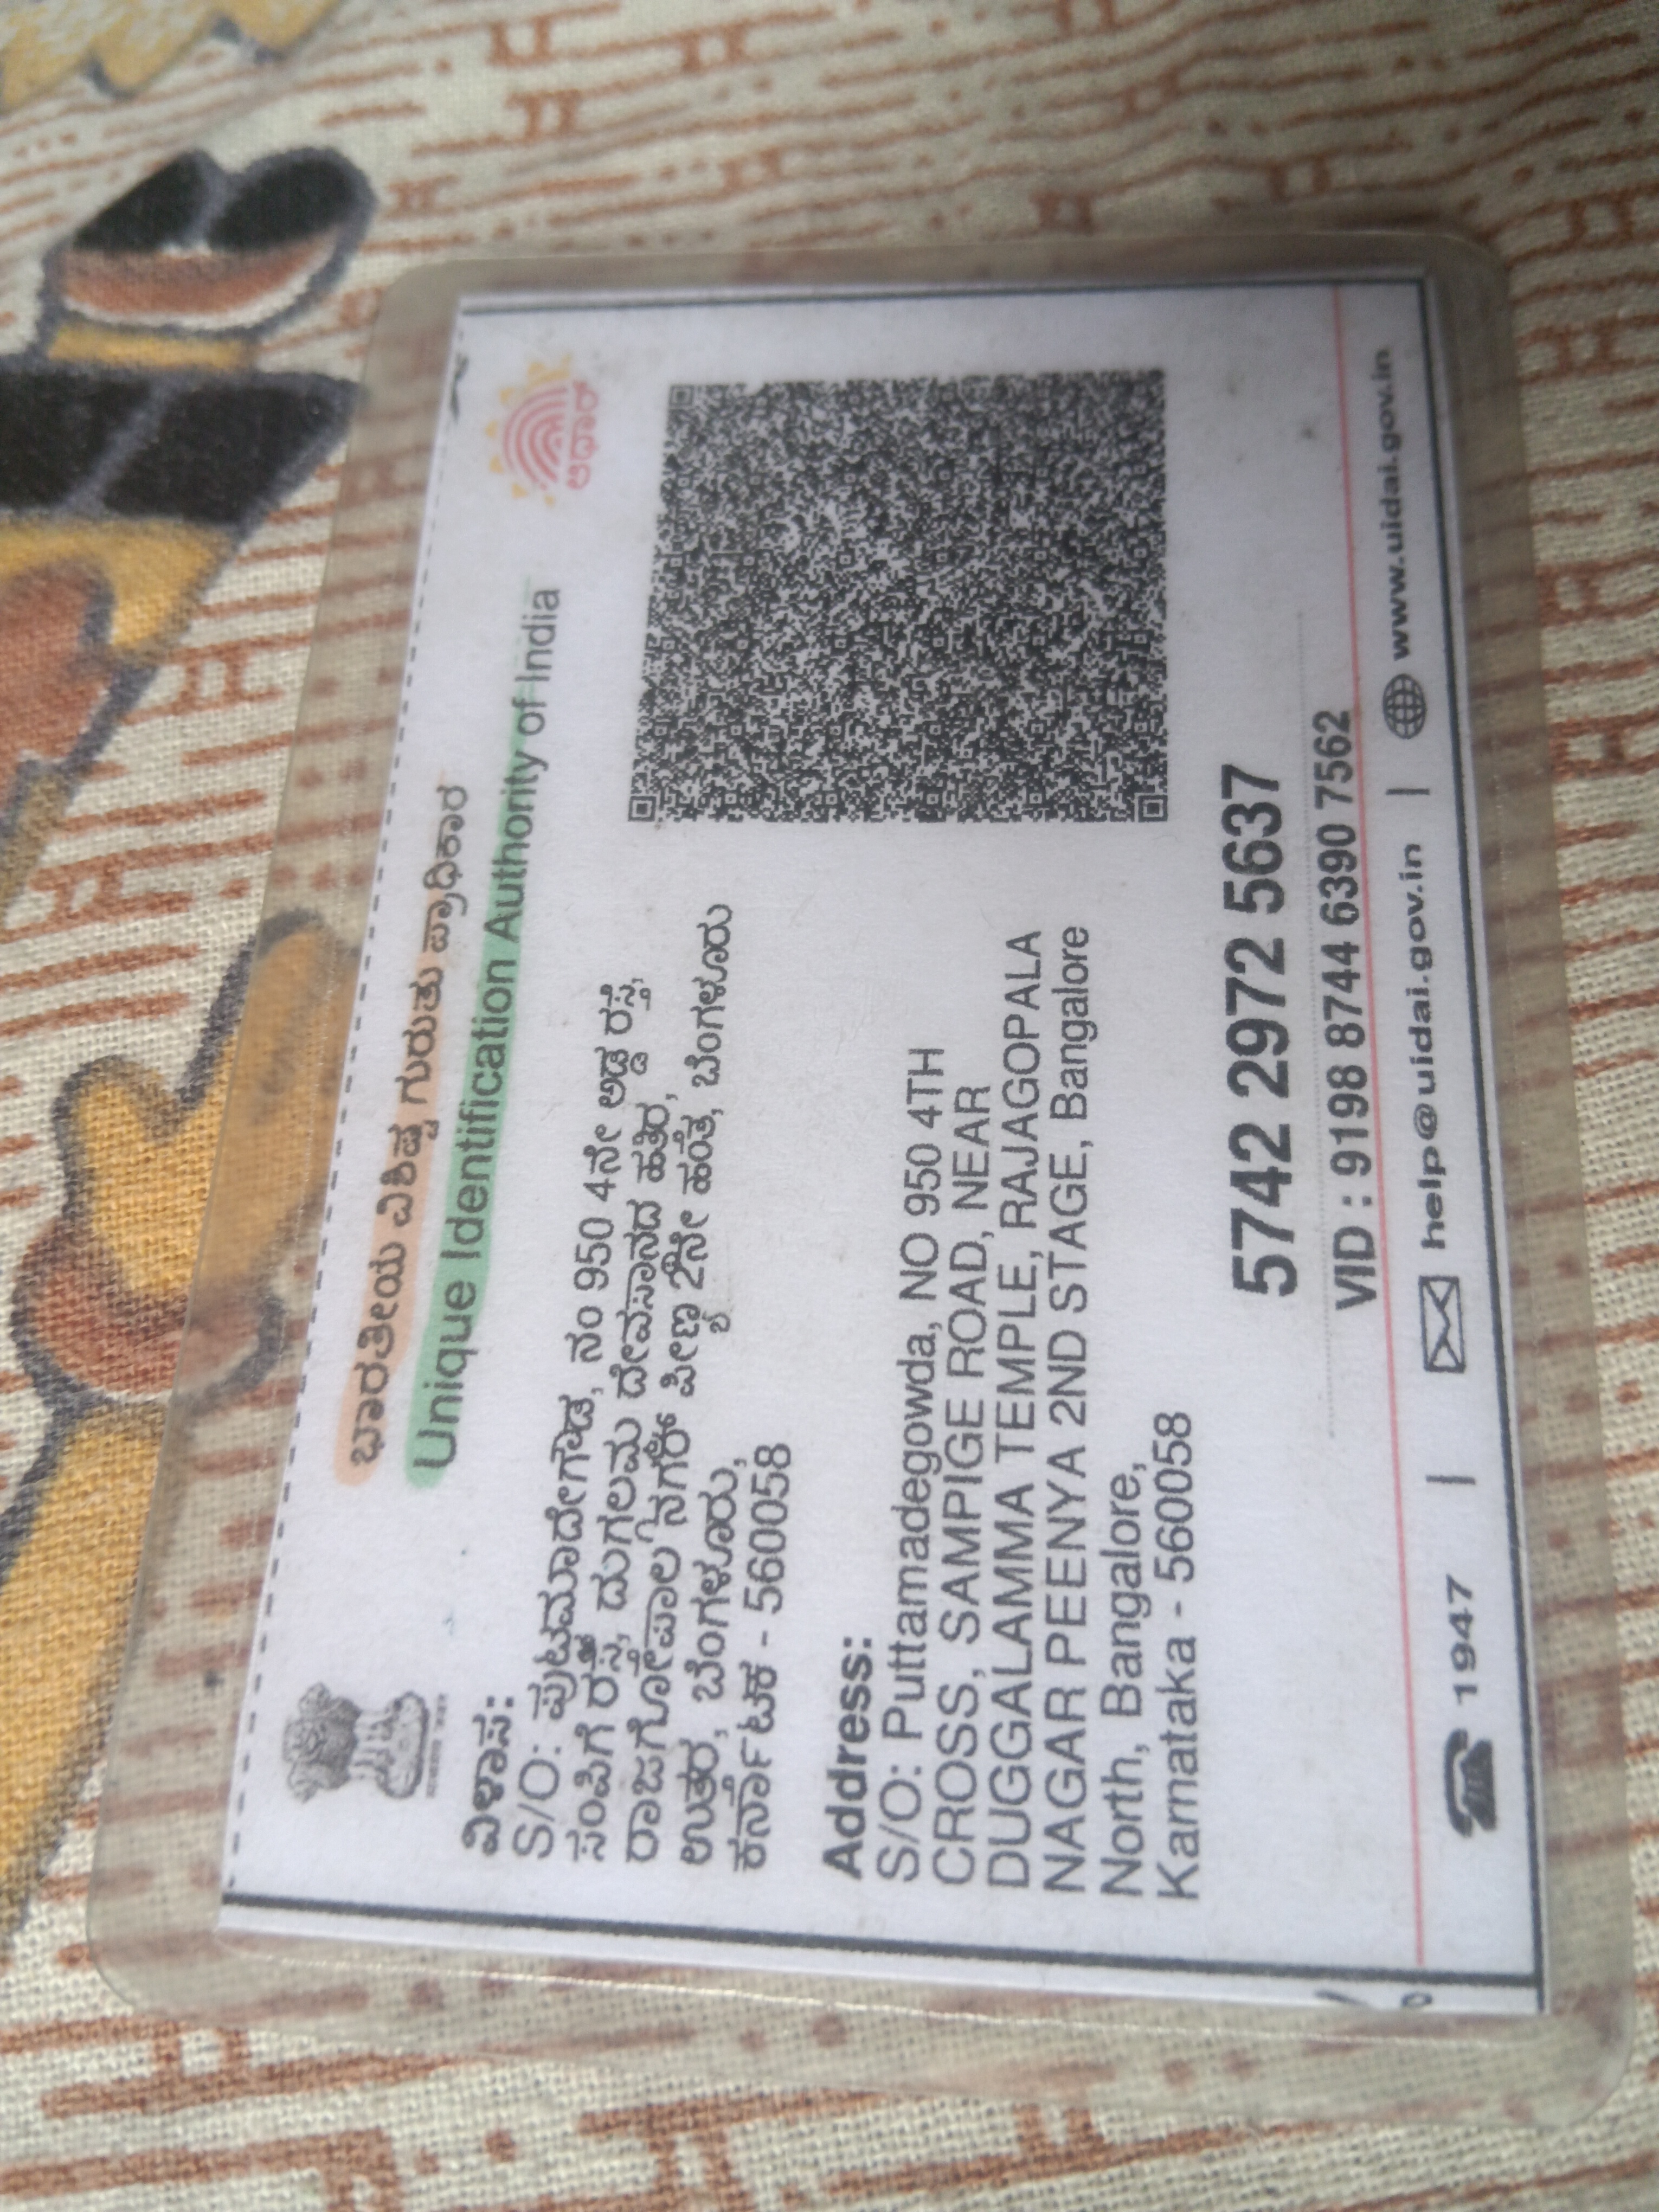 ಭಾರತೀಯ ವಿಶಿಷ್ಟ ಗುರುತು ಪ್ರಾಧಿಕಾರ
Unique Identification Authority of India
ಆಧಾರ್
ವಿಳಾಸ:
S/O: ಪುಟಮಾದೇಗೌಡ, ನಂ 950 4ನೇ ಅಡ್ಡ ರಸ್ತೆ,
ಸಂಪಿಗೆ ರಸ್ತೆ, ದುಗಲಮ ದೇವಸಾನದ ಹತಿರ,
ರಾಜಗೋಪಾಲ ನಗರ್ ಪೀಣ್ಯ 2ನೇ ಹಂತ, ಬೆಂಗಳೂರು
ಉತರ, ಬೆಂಗಳೂರು,
ಕರ್ನಾಟಕ - 560058
Address:
S/O: Puttamadegowda, NO 950 4TH
CROSS, SAMPIGE ROAD, NEAR
DUGGALAMMA TEMPLE, RAJAGOPALA
NAGAR PEENYA 2ND STAGE, Bangalore
North, Bangalore,
Karnataka - 560058
5742 2972 5637
VID : 9198 8744 6390 7562
1947 | help@uidai.gov.in | www.uidai.gov.in